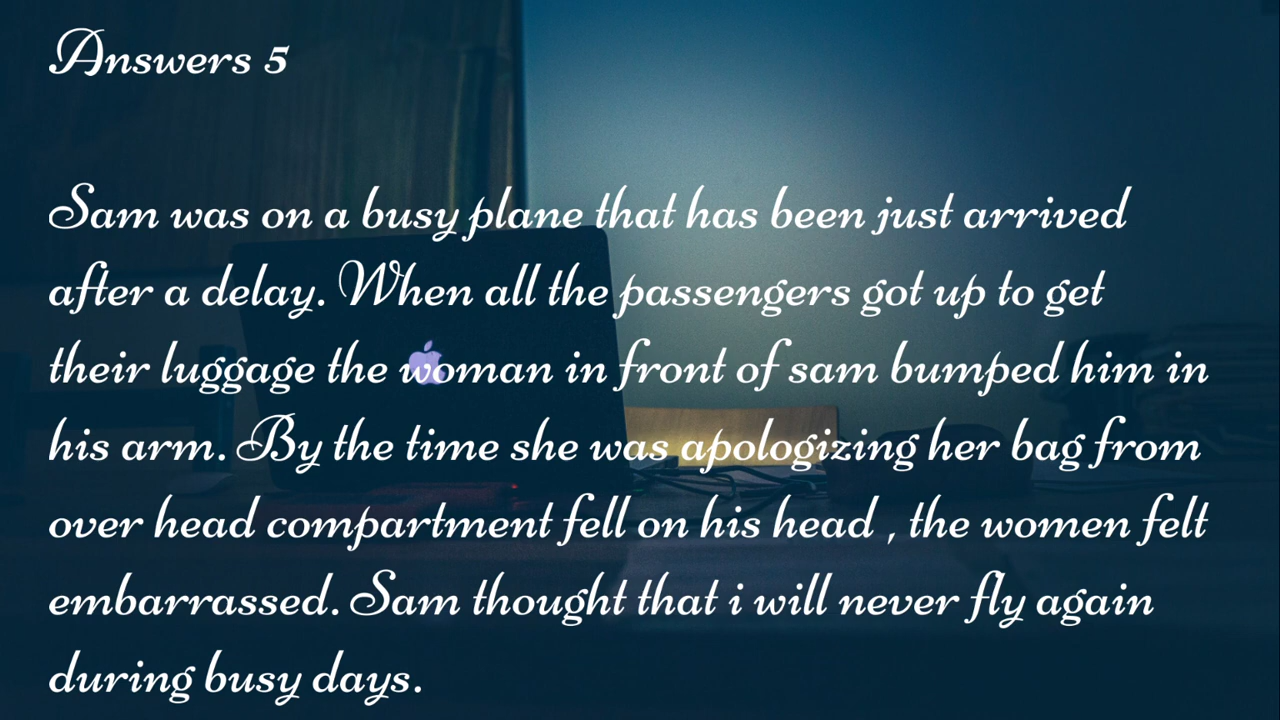 Answers 5
Sam was on a busy plane that has been just arrived
after a delay. When all the passengers got up to get
their luggage the woman in front of sam bumped him in
his arm. By the time she was apologizing her bag from
over head compartment fell on his head , the women felt
embarrassed. Sam thought that i will never fly again
during busy days.